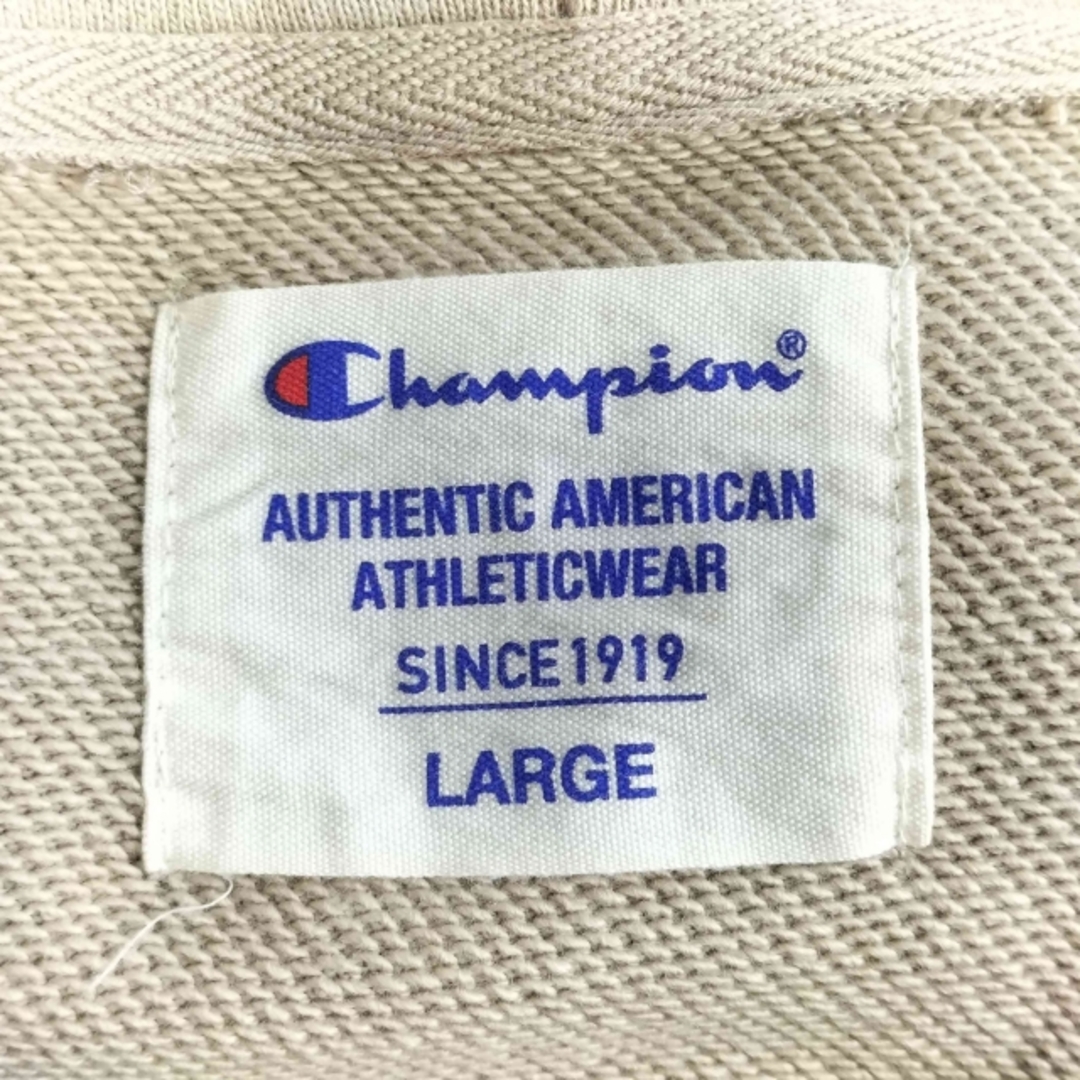 Champion®
AUTHENTIC AMERICAN
ATHLETICWEAR
SINCE 1919
LARGE